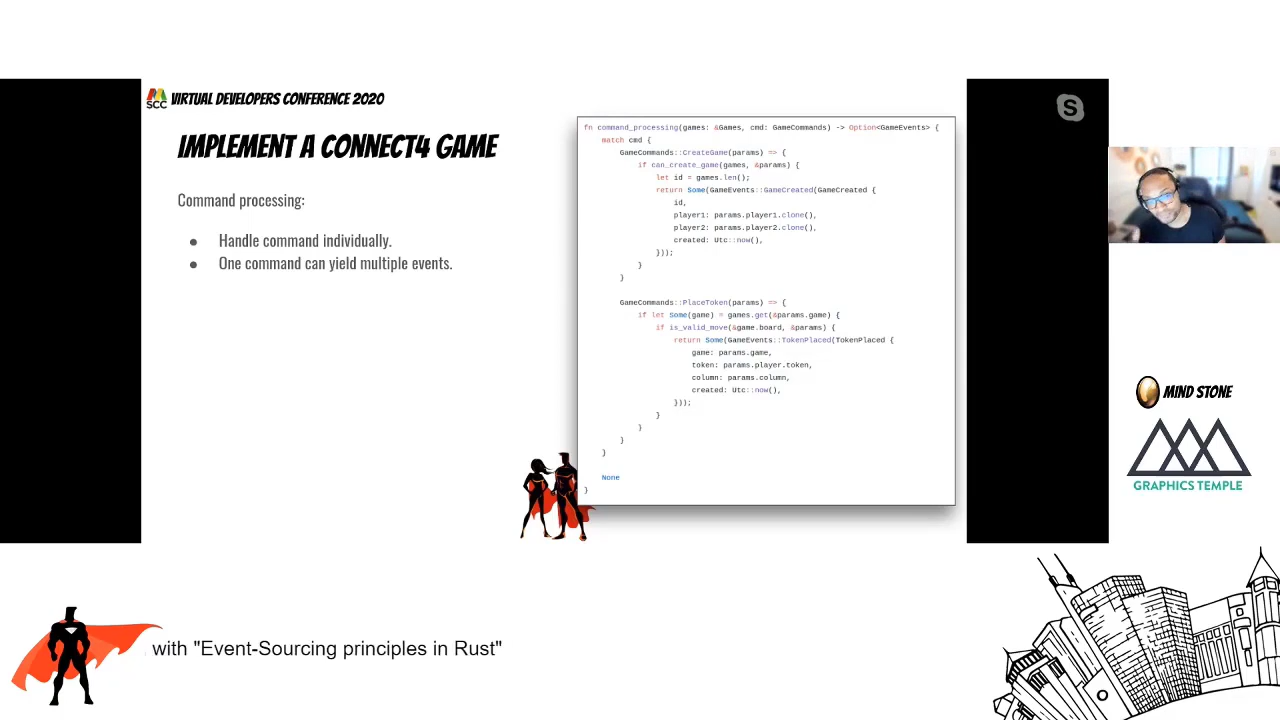 SCC VIRTUAL DEVELOPERS CONFERENCE 2020
IMPLEMENT A CONNECT4 GAME
Command processing:
● Handle command individually.
● One command can yield multiple events.
fn command_processing(games: &Games, cmd: GameCommands) -> Option<GameEvents> {
    match cmd {
        GameCommands::CreateGame(params) => {
            if can_create_game(games, &params) {
                let id = games.len();
                return Some(GameEvents::GameCreated(GameCreated {
                    id,
                    player1: params.player1.clone(),
                    player2: params.player2.clone(),
                    created: Utc::now(),
                }));
            }
        }
        GameCommands::PlaceToken(params) => {
            if let Some(game) = games.get(&params.game) {
                if is_valid_move(&game.board, &params) {
                    return Some(GameEvents::TokenPlaced(TokenPlaced {
                        game: params.game,
                        token: params.player.token,
                        column: params.column,
                        created: Utc::now(),
                    }));
                }
            }
        }
    }
    None
}
S
MIND STONE
GRAPHICS TEMPLE
with "Event-Sourcing principles in Rust"